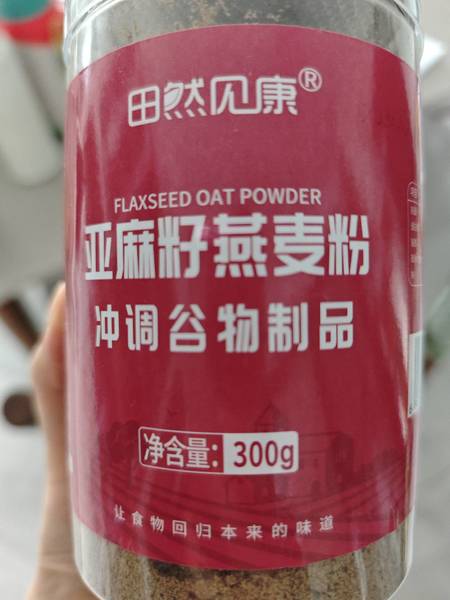 田然见康®
FLAXSEED OAT POWDER
亚麻籽燕麦粉
冲调谷物制品
净含量：300g
让食物回归本来的味道